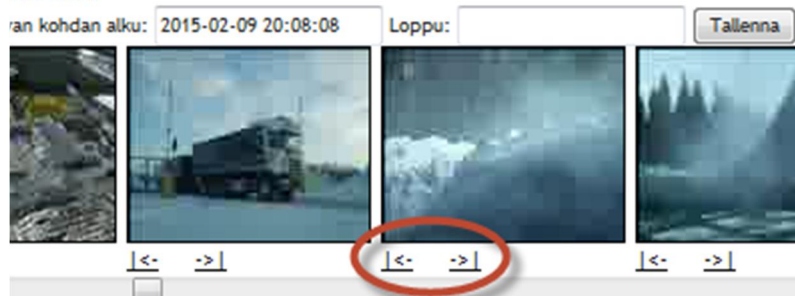 van kohdan alku: 2015-02-09 20:08:08 Loppu: Tallenna
|<- ->| |<- ->| |<- ->|